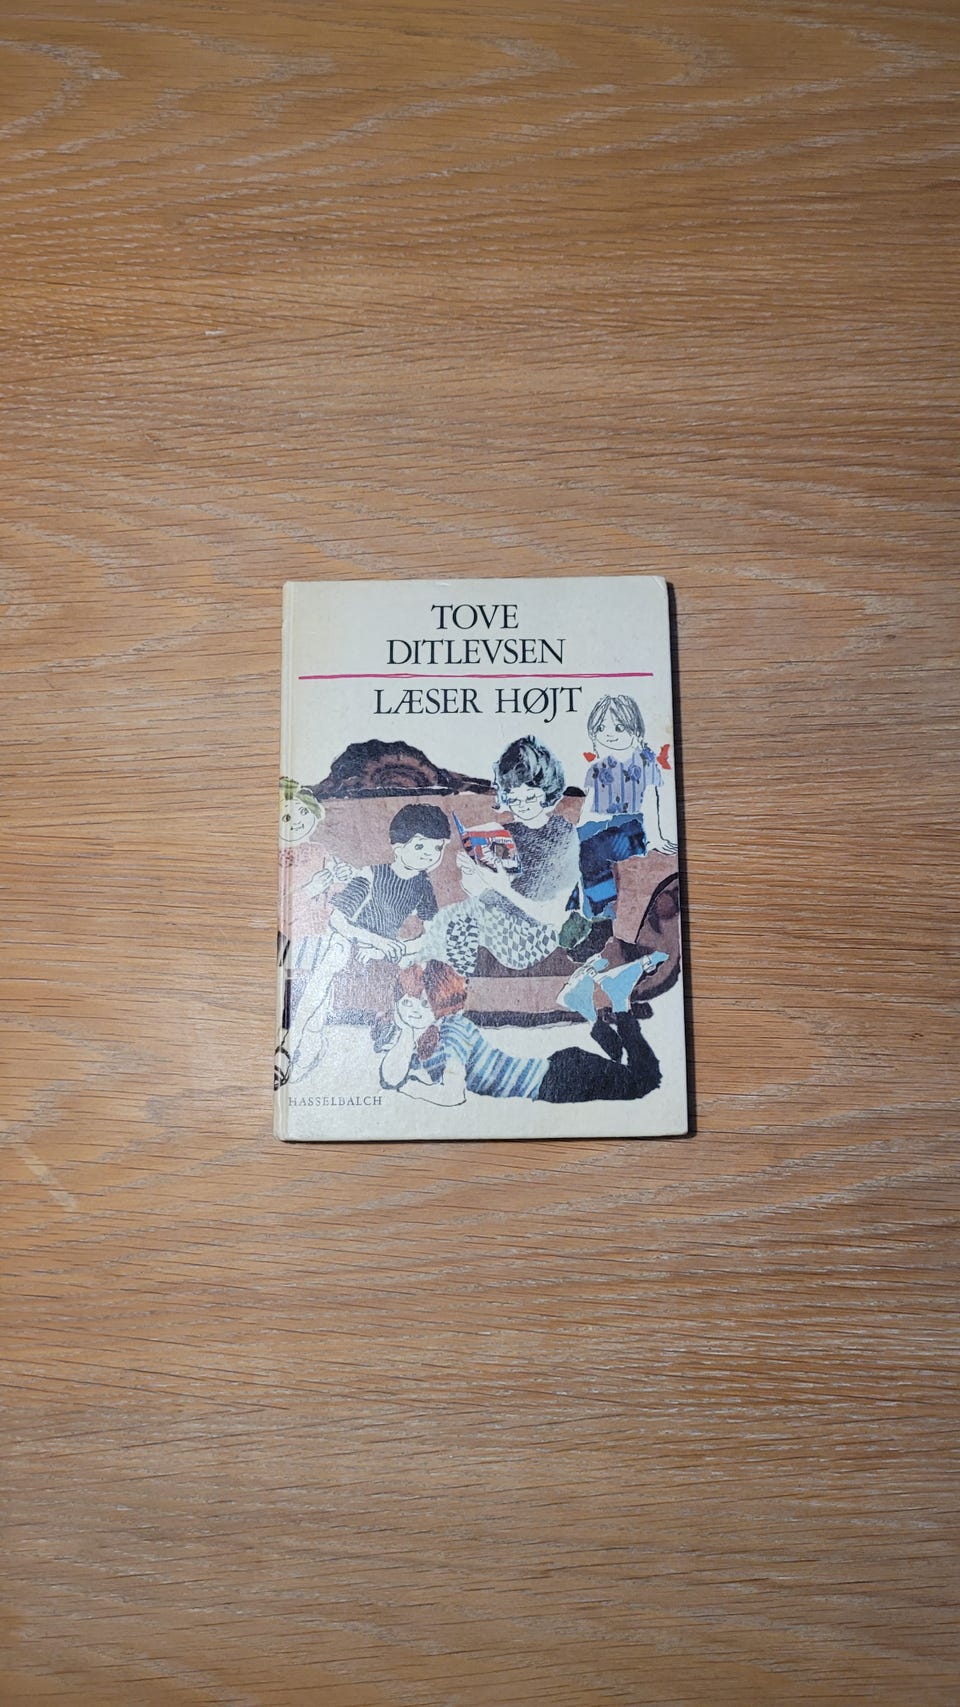 TOVE
DITLEVSEN
LÆSER HØJT
HASSELBALCH